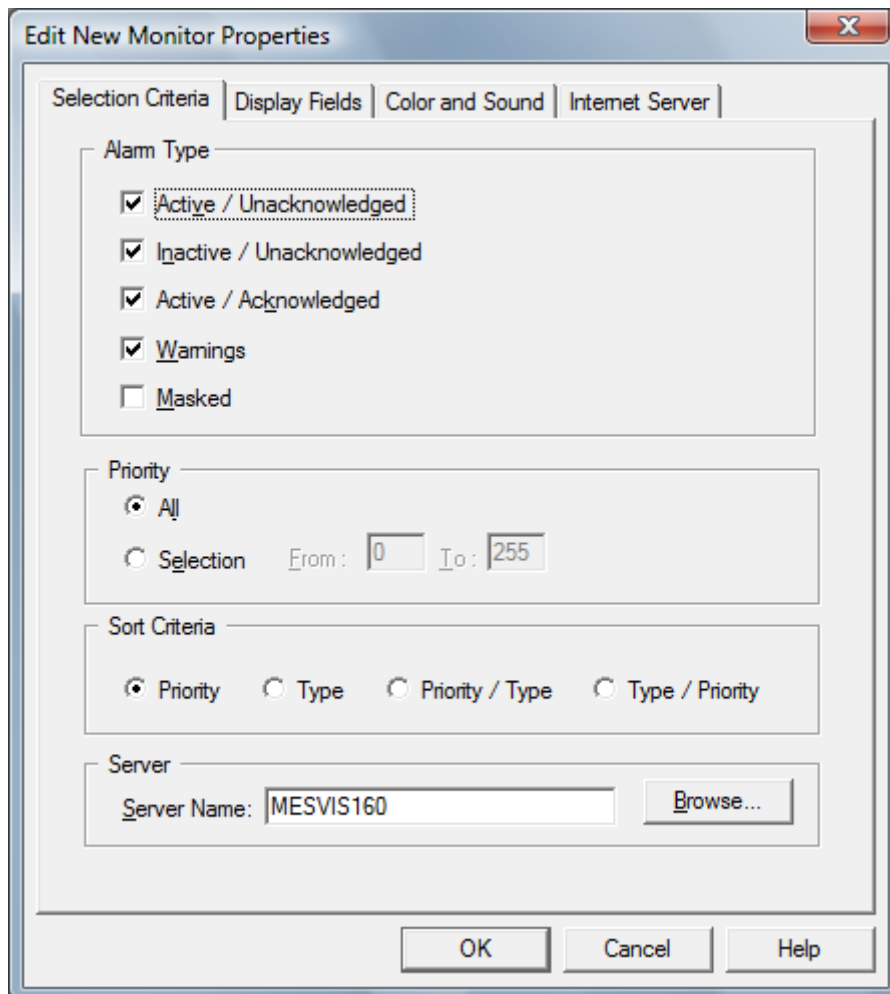 Edit New Monitor Properties
Selection Criteria Display Fields Color and Sound Internet Server
Alarm Type
Active / Unacknowledged
Inactive / Unacknowledged
Active / Acknowledged
Warnings
Masked
Priority
All
Selection From : 0 To : 255
Sort Criteria
Priority Type Priority / Type Type / Priority
Server
Server Name: MESVIS160 Browse...
OK Cancel Help